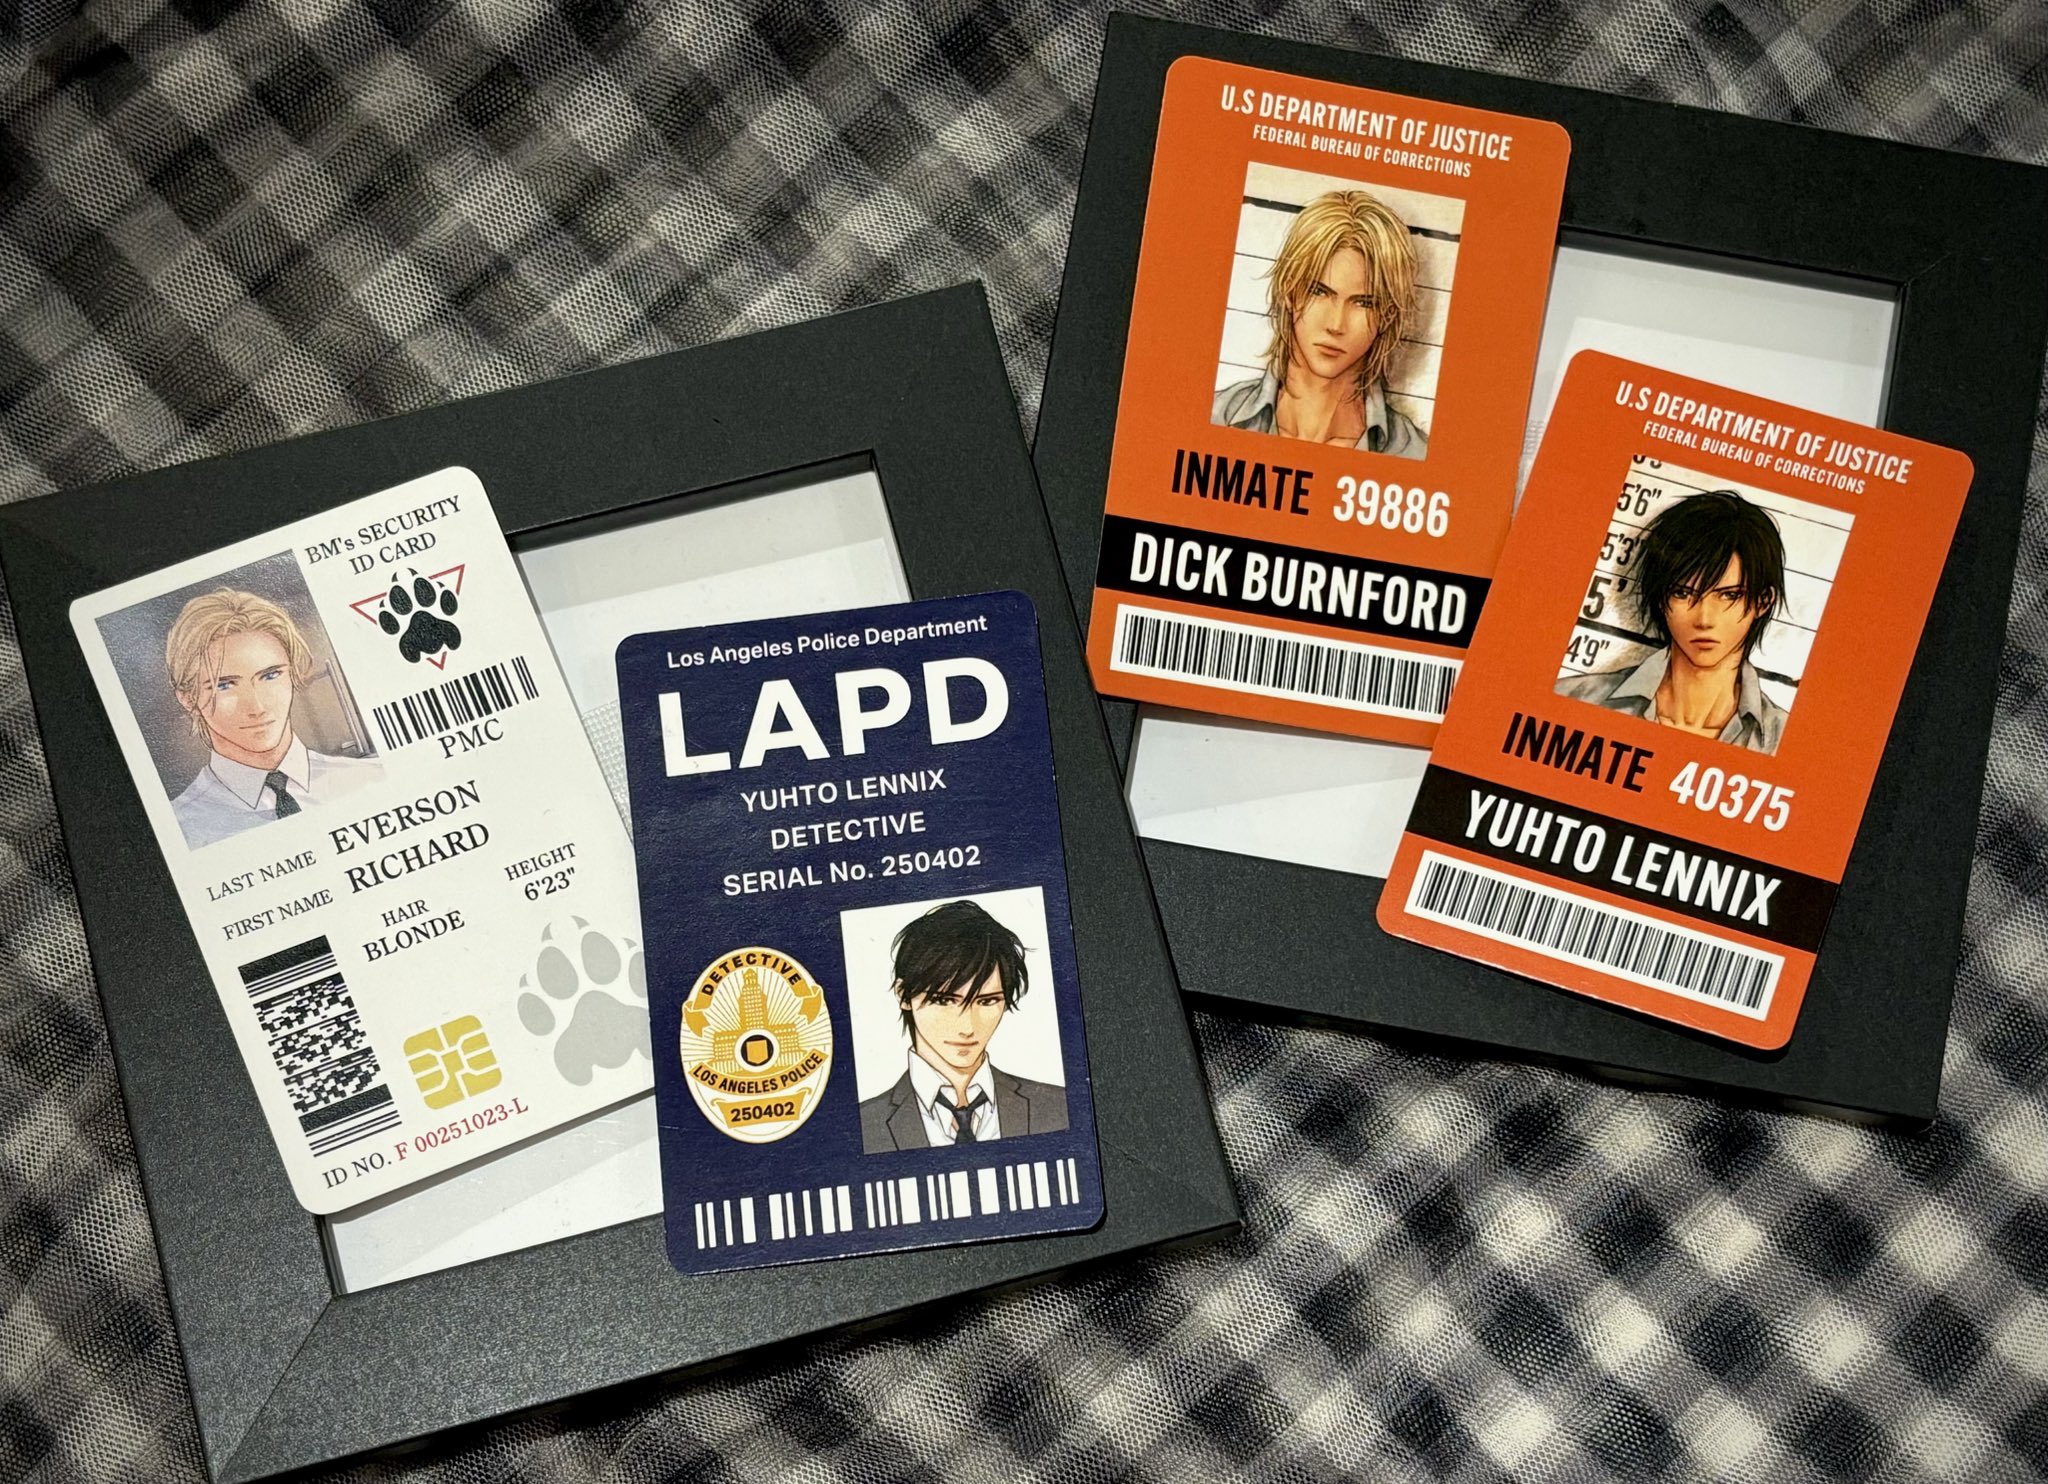 BM's SECURITY
ID CARD
PMC
LAST NAME EVERSON
FIRST NAME RICHARD
HAIR
BLONDE
HEIGHT
6'23"
ID NO. F 00251023-L
Los Angeles Police Department
LAPD
YUHTO LENNIX
DETECTIVE
SERIAL No. 250402
DETECTIVE
LOS ANGELES POLICE
250402
U.S DEPARTMENT OF JUSTICE
FEDERAL BUREAU OF CORRECTIONS
INMATE 39886
DICK BURNFORD
U.S DEPARTMENT OF JUSTICE
FEDERAL BUREAU OF CORRECTIONS
5'6"
5'3"
5'
4'9"
INMATE 40375
YUHTO LENNIX